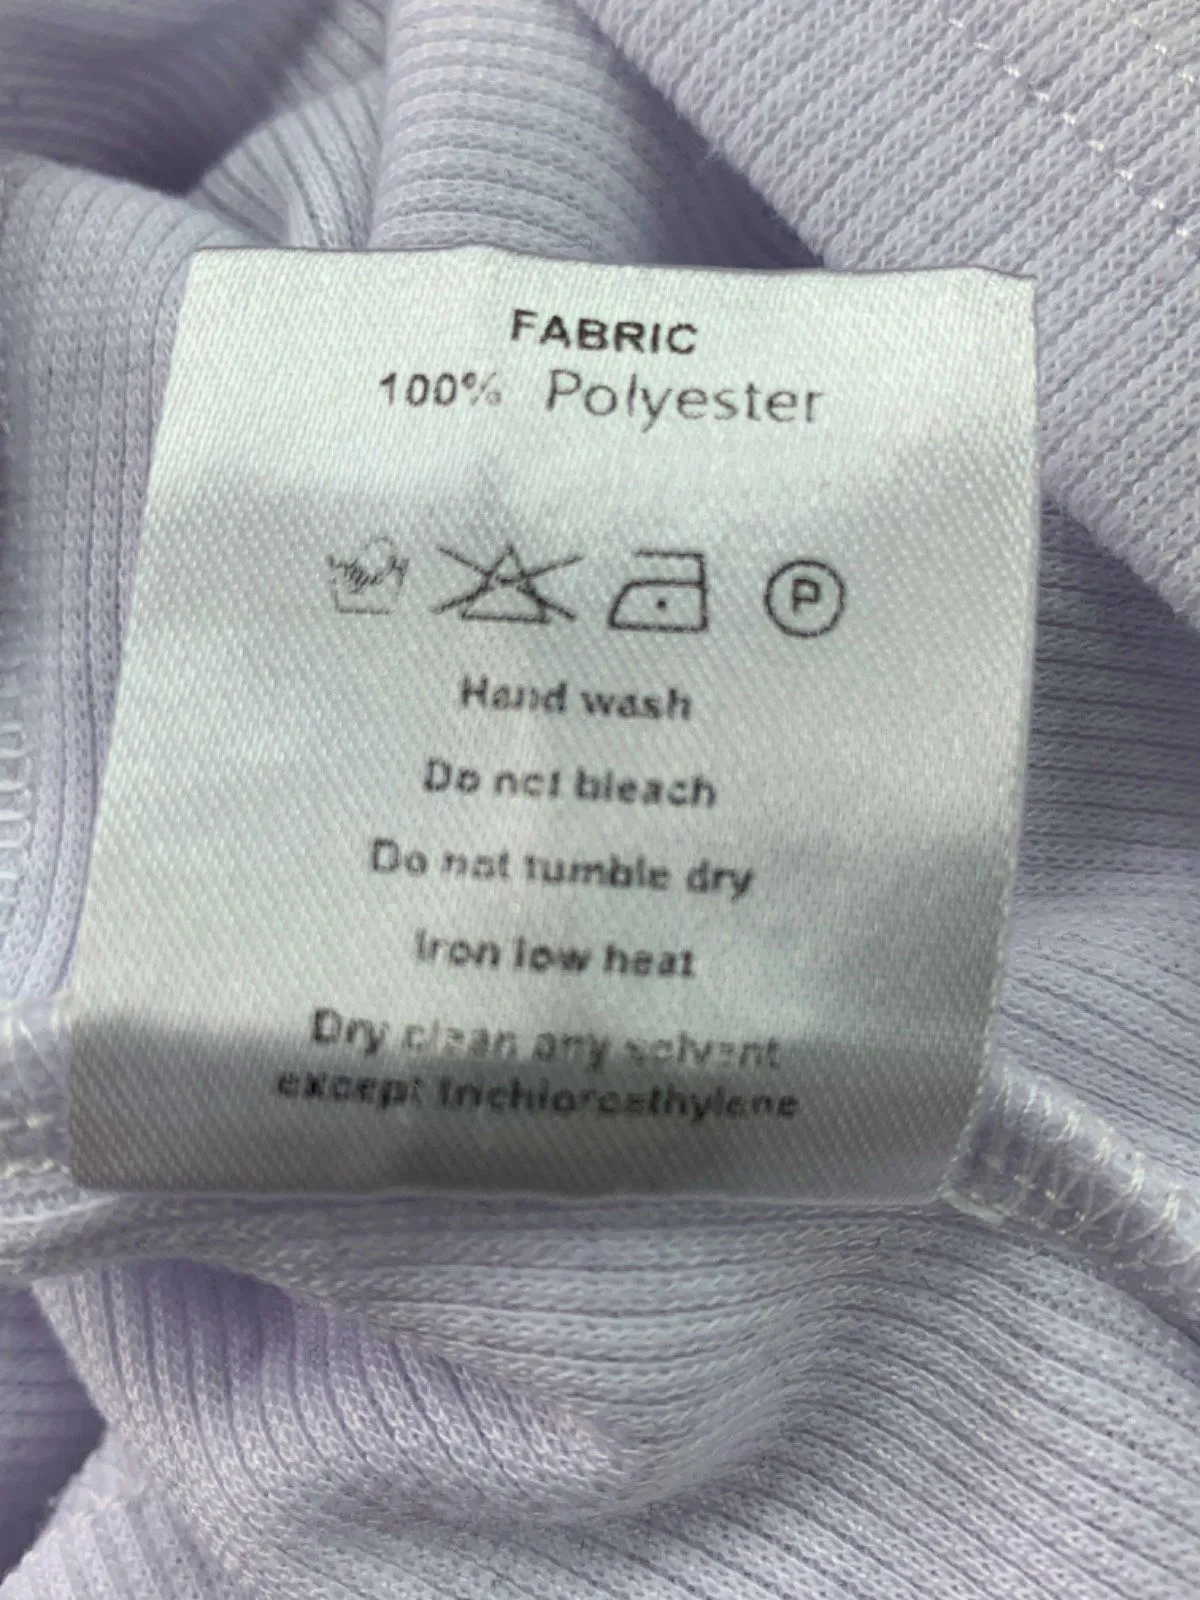 FABRIC
100% Polyester
P
Hand wash
Do not bleach
Do not tumble dry
Iron low heat
Dry clean any solvent
except trichloroethylene